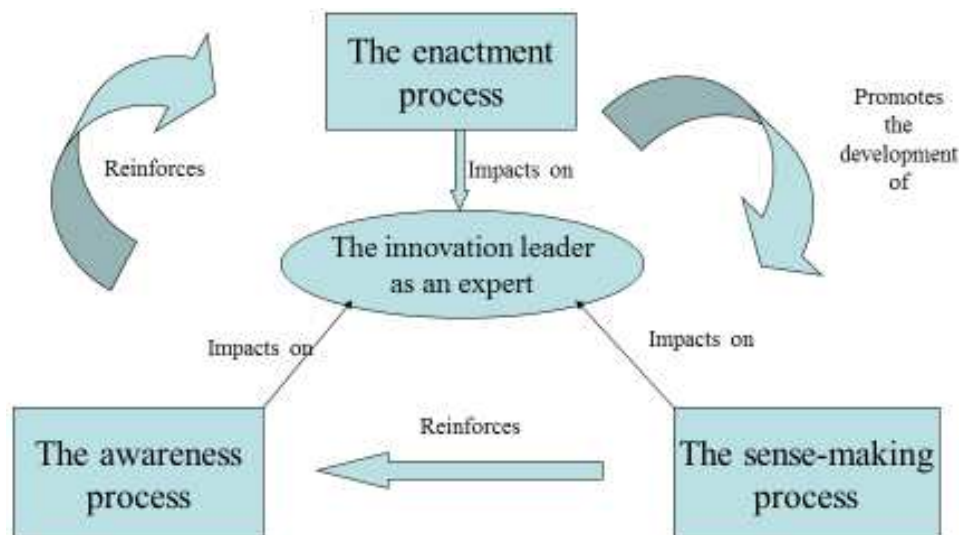 The enactment
process
Promotes
the
development
of
Reinforces
Impacts on
The innovation leader
as an expert
Impacts on
Impacts on
Reinforces
The awareness
process
The sense-making
process